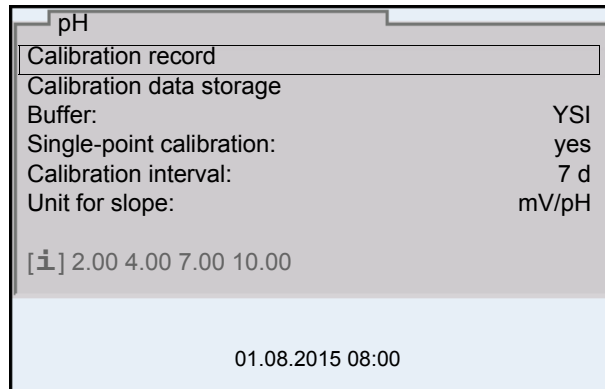 pH
Calibration record
Calibration data storage
Buffer: YSI
Single-point calibration: yes
Calibration interval: 7 d
Unit for slope: mV/pH
[i] 2.00 4.00 7.00 10.00
01.08.2015 08:00